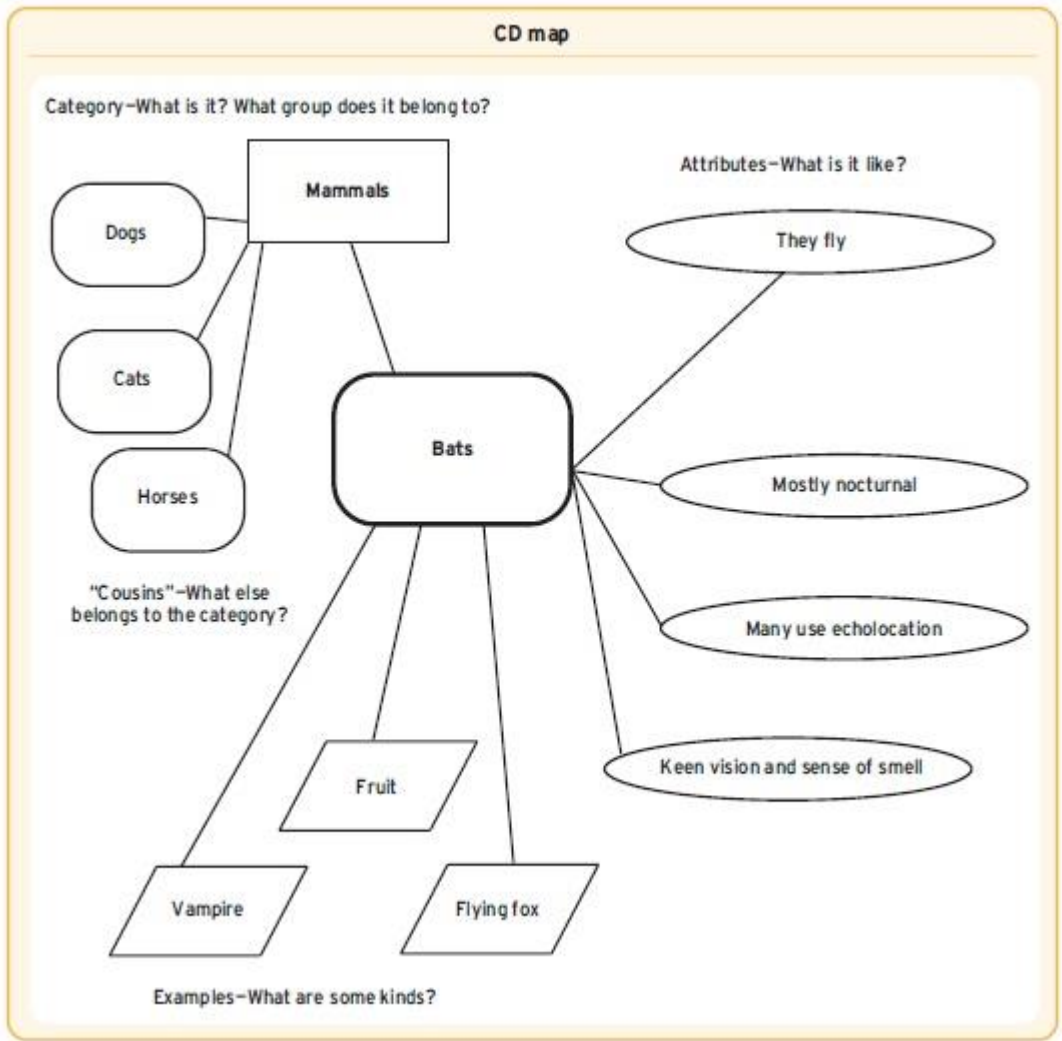 CD map
Category—What is it? What group does it belong to?
Mammals
Attributes—What is it like?
Dogs
They fly
Cats
Bats
Mostly nocturnal
Horses
"Cousins"—What else
belongs to the category?
Many use echolocation
Keen vision and sense of smell
Fruit
Vampire
Flying fox
Examples—What are some kinds?